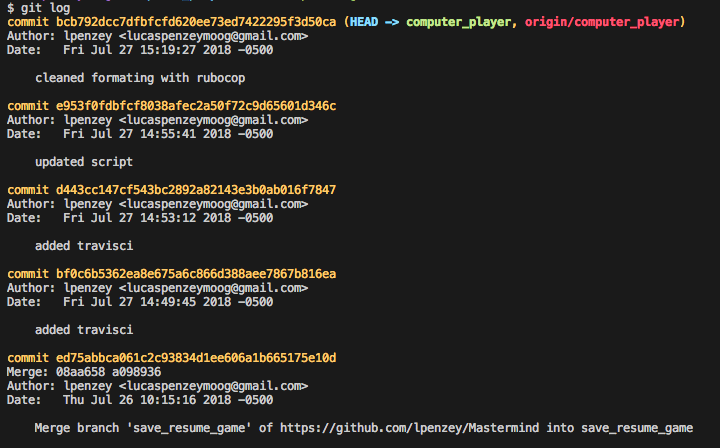 $ git log
commit bcb792dcc7dfbfcfd620ee73ed7422295f3d50ca (HEAD -> computer_player, origin/computer_player)
Author: lpenzey <lucaspenzeymoog@gmail.com>
Date:   Fri Jul 27 15:19:27 2018 -0500
cleaned formating with rubocop
commit e953f0fdbfcf8038afec2a50f72c9d65601d346c
Author: lpenzey <lucaspenzeymoog@gmail.com>
Date:   Fri Jul 27 14:55:41 2018 -0500
updated script
commit d443cc147cf543bc2892a82143e3b0ab016f7847
Author: lpenzey <lucaspenzeymoog@gmail.com>
Date:   Fri Jul 27 14:53:12 2018 -0500
added travisci
commit bf0c6b5362ea8e675a6c866d388aee7867b816ea
Author: lpenzey <lucaspenzeymoog@gmail.com>
Date:   Fri Jul 27 14:49:45 2018 -0500
added travisci
commit ed75abbca061c2c93834d1ee606a1b665175e10d
Merge: 08aa658 a098936
Author: lpenzey <lucaspenzeymoog@gmail.com>
Date:   Thu Jul 26 10:15:16 2018 -0500
Merge branch 'save_resume_game' of https://github.com/lpenzey/Mastermind into save_resume_game